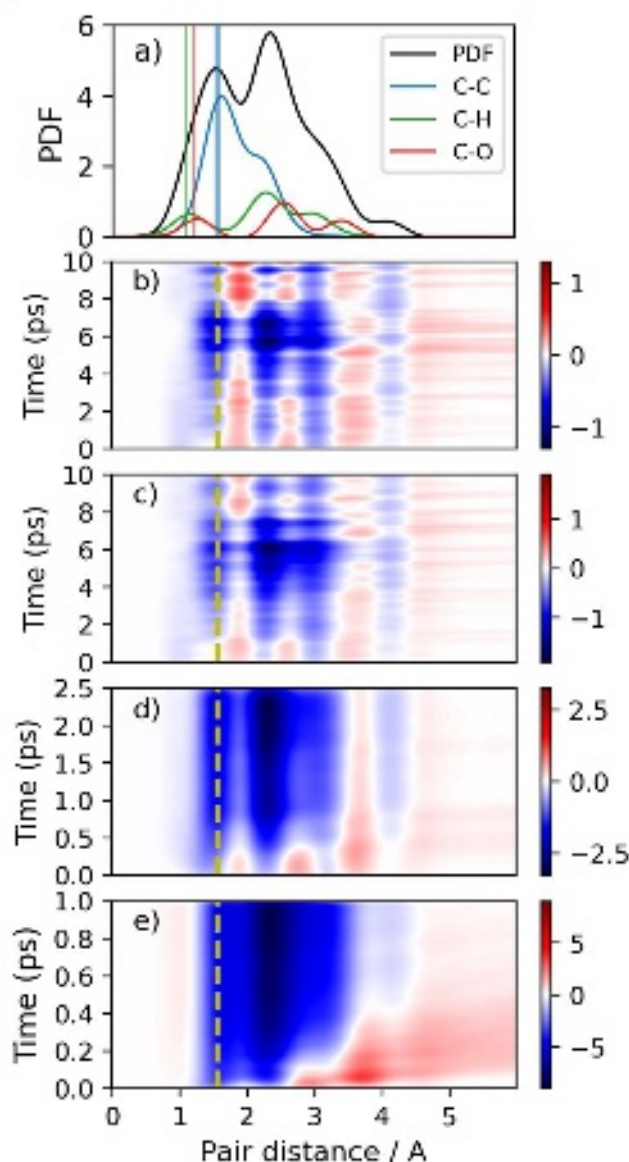 6
a)
PDF
C-C
C-H
C-O
4
2
0
PDF
10
b)
8
6
4
2
0
Time (ps)
1
0
−1
10
c)
8
6
4
2
0
Time (ps)
1
0
−1
2.5
d)
2.0
1.5
1.0
0.5
0.0
Time (ps)
2.5
0.0
−2.5
1.0
e)
0.8
0.6
0.4
0.2
0.0
Time (ps)
5
0
−5
0 1 2 3 4 5
Pair distance / A